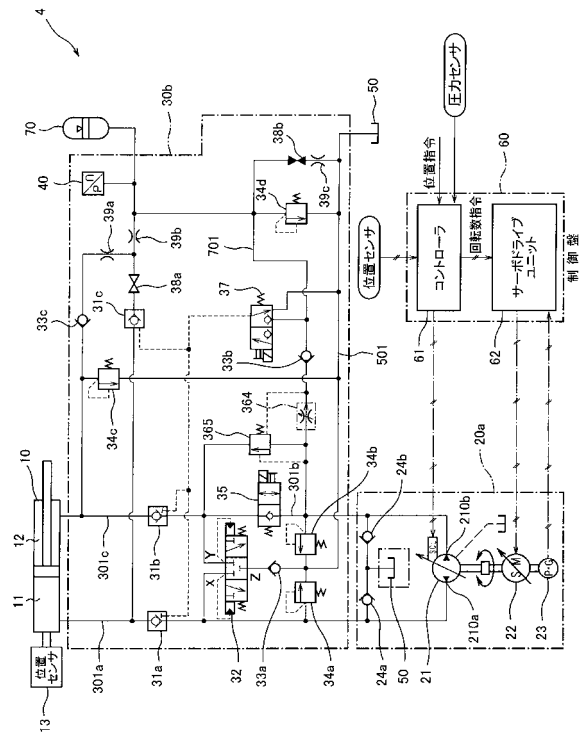 4
70
30b
40
39a
39b
50
38b
39c
34d
38a
33c
31c
701
37
33b
501
34c
364
365
10
12
11
301c
31b
35
301b
34b
24b
Y
X
Z
32
33a
34a
24a
50
301a
31a
位置
センサ
13
圧力センサ
位置センサ
位置指令
60
コントローラ
回転数指令
サーボドライブ
ユニット
制御盤
61
62
20a
210b
SOL
S M
P・G
21
210a
22
23
P